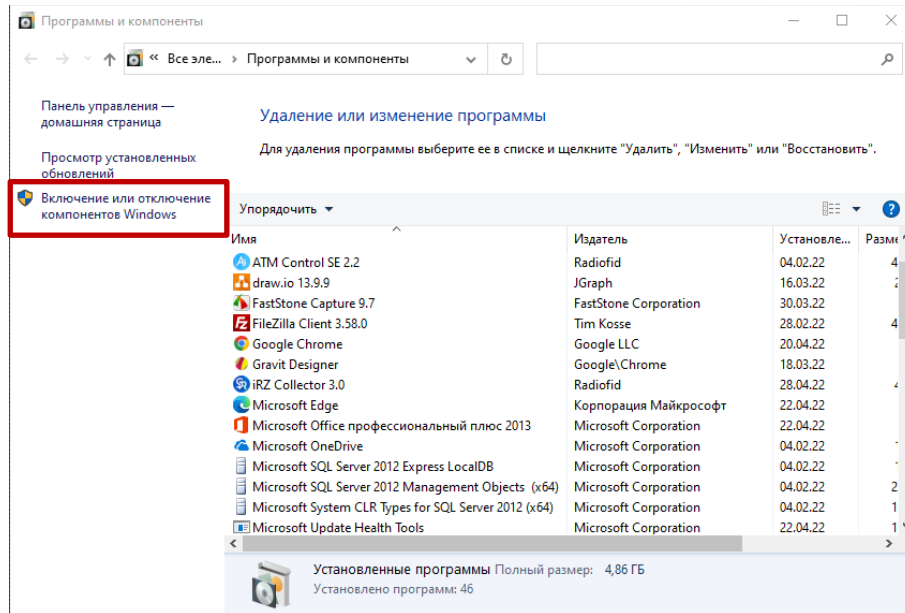 Программы и компоненты
« Все эле... › Программы и компоненты
Панель управления —
домашняя страница
Просмотр установленных
обновлений
Включение или отключение
компонентов Windows
Удаление или изменение программы
Для удаления программы выберите ее в списке и щелкните "Удалить", "Изменить" или "Восстановить".
Упорядочить
Имя Издатель Установле... Разме
ATM Control SE 2.2 Radiofid 04.02.22 4
draw.io 13.9.9 JGraph 16.03.22
FastStone Capture 9.7 FastStone Corporation 30.03.22
FileZilla Client 3.58.0 Tim Kosse 28.02.22 4
Google Chrome Google LLC 20.04.22
Gravit Designer Google\Chrome 18.03.22
iRZ Collector 3.0 Radiofid 28.04.22
Microsoft Edge Корпорация Майкрософт 22.04.22
Microsoft Office профессиональный плюс 2013 Microsoft Corporation 22.04.22
Microsoft OneDrive Microsoft Corporation 04.02.22
Microsoft SQL Server 2012 Express LocalDB Microsoft Corporation 04.02.22
Microsoft SQL Server 2012 Management Objects (x64) Microsoft Corporation 04.02.22 2
Microsoft System CLR Types for SQL Server 2012 (x64) Microsoft Corporation 04.02.22 1
Microsoft Update Health Tools Microsoft Corporation 22.04.22 1
Установленные программы Полный размер: 4,86 ГБ
Установлено программ: 46